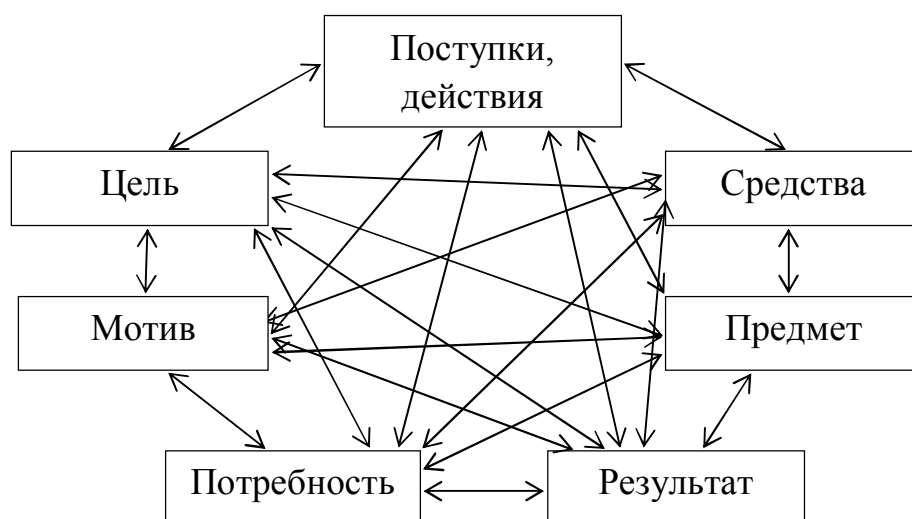 Поступки,
действия
Цель
Средства
Мотив
Предмет
Потребность
Результат